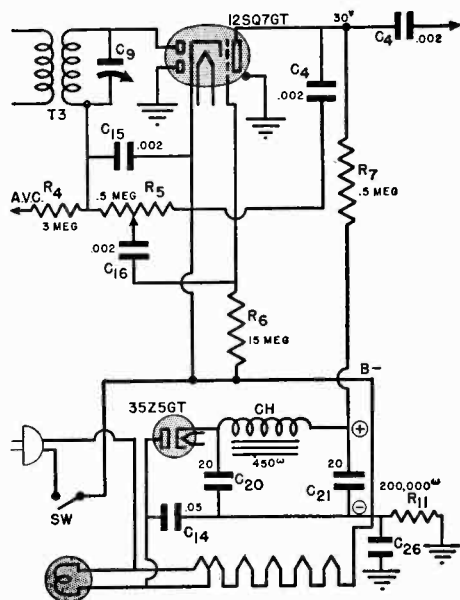 12SQ7GT
30V
C4
.002
C9
T3
C4
.002
C15
.002
R7
.5 MEG
A.V.C.
R4
3 MEG
.5 MEG
R5
.002
C16
R6
15 MEG
B-
35Z5GT
CH
450ω
+
20
C20
20
C21
-
200,000ω
R11
SW
.05
C14
C26